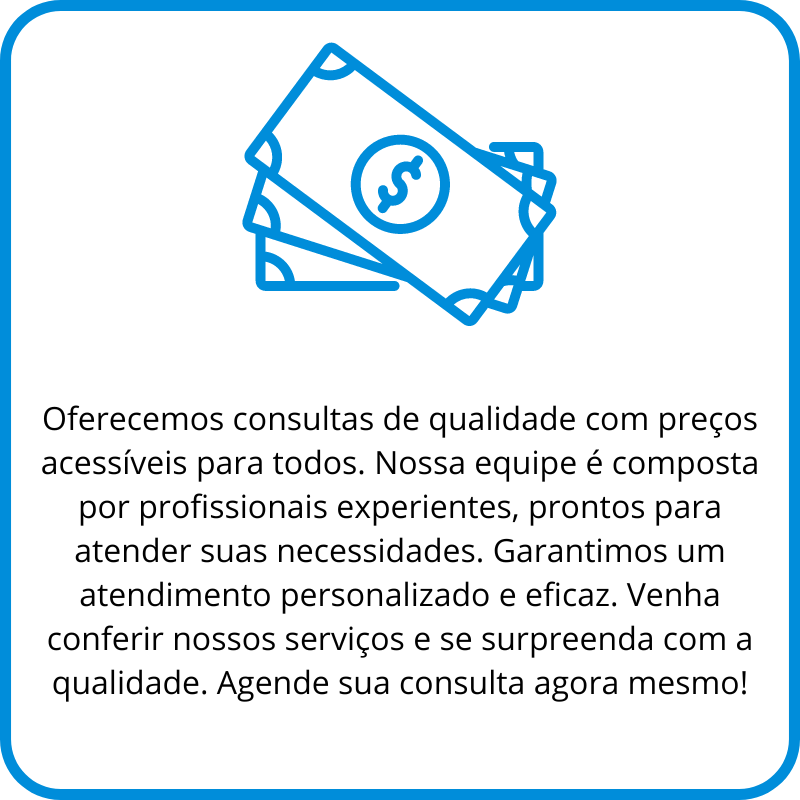 $
Oferecemos consultas de qualidade com preços
acessíveis para todos. Nossa equipe é composta
por profissionais experientes, prontos para
atender suas necessidades. Garantimos um
atendimento personalizado e eficaz. Venha
conferir nossos serviços e se surpreenda com a
qualidade. Agende sua consulta agora mesmo!